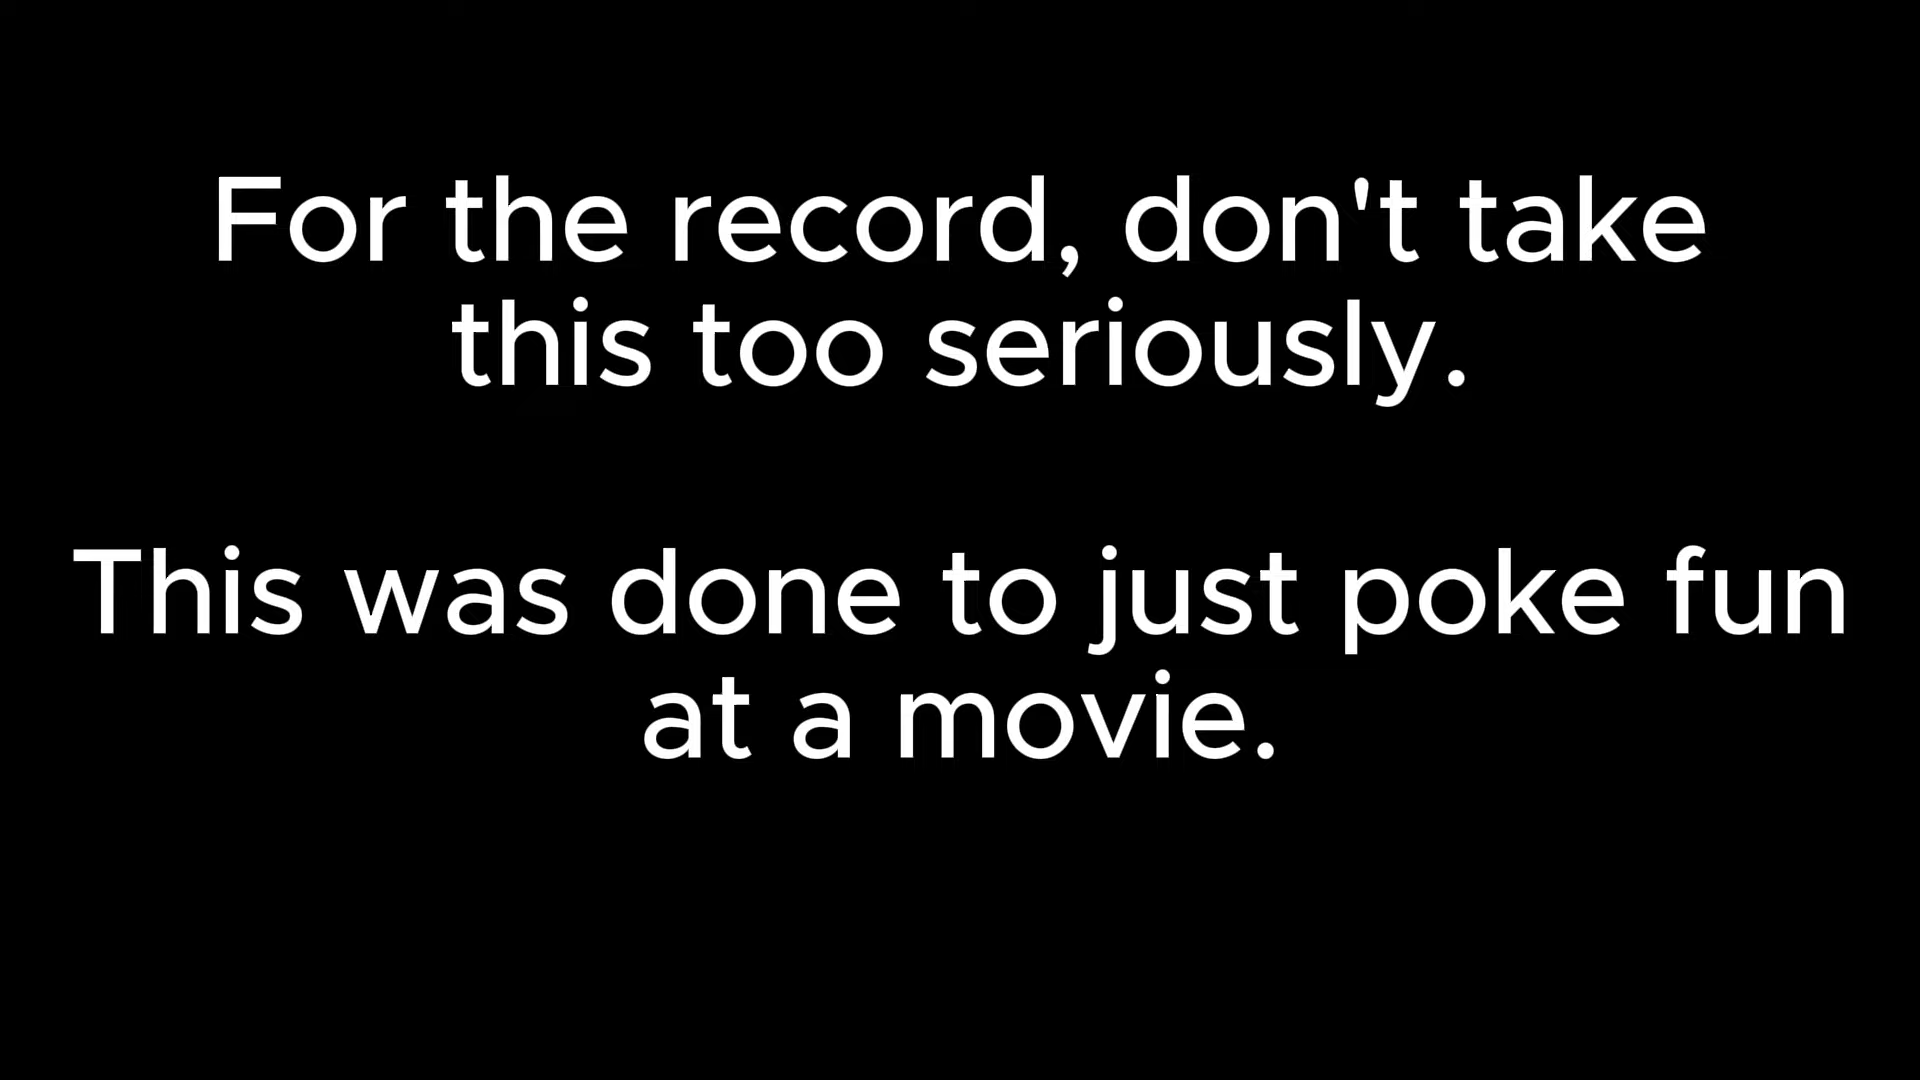 For the record, don't take
this too seriously.
This was done to just poke fun
at a movie.